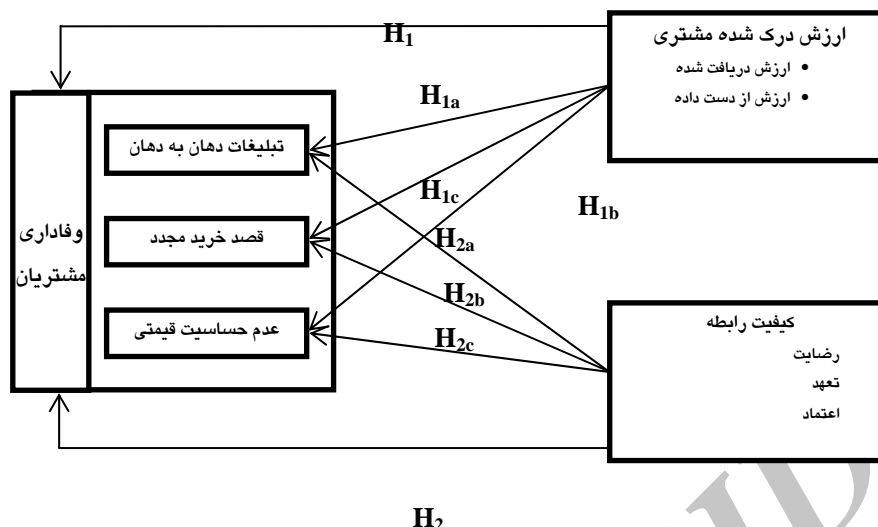 H1
ارزش درک شده مشتری
• ارزش دریافت شده
• ارزش از دست داده
H1a
تبلیغات دهان به دهان
H1c
H1b
وفاداری
مشتریان
قصد خرید مجدد
H2a
H2b
عدم حساسیت قیمتی
H2c
کیفیت رابطه
رضایت
تعهد
اعتماد
H2